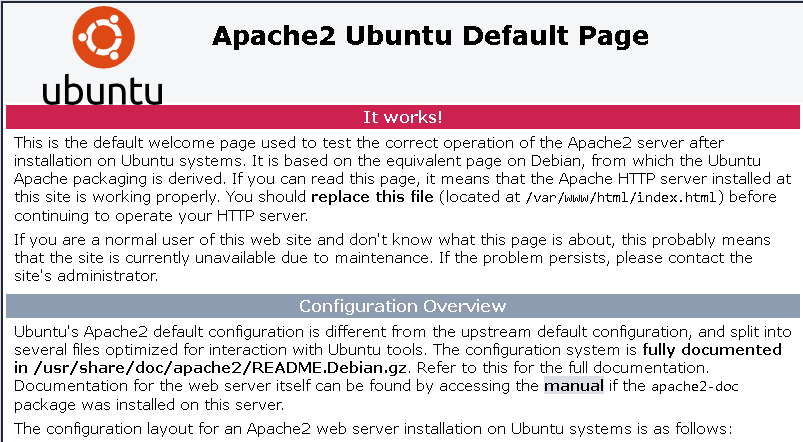 ubuntu
Apache2 Ubuntu Default Page
It works!
This is the default welcome page used to test the correct operation of the Apache2 server after
installation on Ubuntu systems. It is based on the equivalent page on Debian, from which the Ubuntu
Apache packaging is derived. If you can read this page, it means that the Apache HTTP server installed at
this site is working properly. You should replace this file (located at /var/www/html/index.html) before
continuing to operate your HTTP server.
If you are a normal user of this web site and don't know what this page is about, this probably means
that the site is currently unavailable due to maintenance. If the problem persists, please contact the
site's administrator.
Configuration Overview
Ubuntu's Apache2 default configuration is different from the upstream default configuration, and split into
several files optimized for interaction with Ubuntu tools. The configuration system is fully documented
in /usr/share/doc/apache2/README.Debian.gz. Refer to this for the full documentation.
Documentation for the web server itself can be found by accessing the manual if the apache2-doc
package was installed on this server.
The configuration layout for an Apache2 web server installation on Ubuntu systems is as follows: